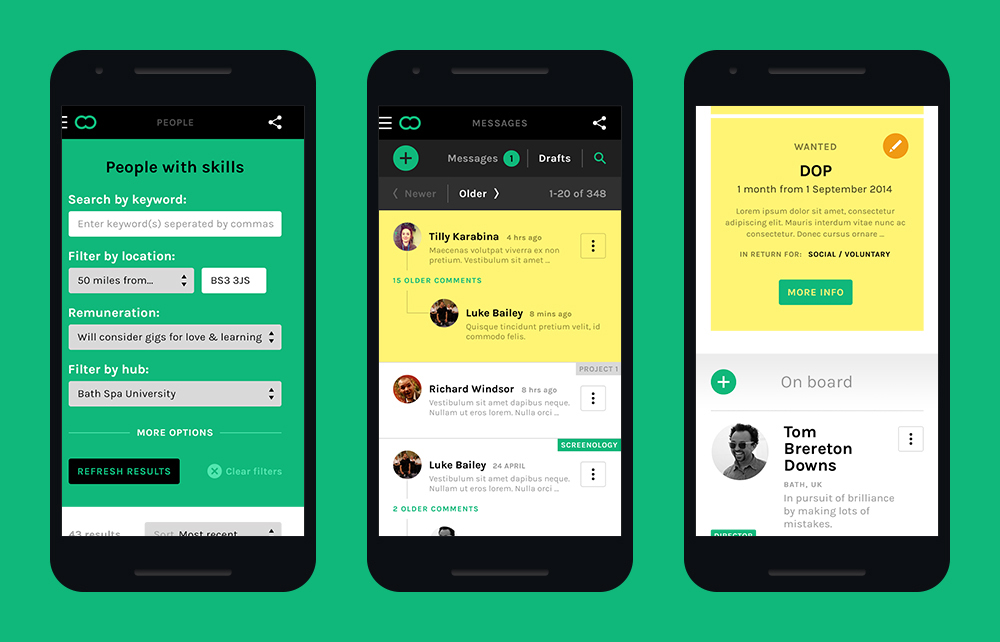 PEOPLE
People with skills
Search by keyword:
Enter keyword(s) seperated by commas
Filter by location:
50 miles from... BS3 3JS
Remuneration:
Will consider gigs for love & learning
Filter by hub:
Bath Spa University
MORE OPTIONS
REFRESH RESULTS Clear filters
43 results Sort Most recent
MESSAGES
Messages 1 Drafts
Newer Older 1-20 of 348
Tilly Karabina 4 hrs ago
Maecenas volutpat viverra ex non
pretium. Vestibulum sit amet ...
15 OLDER COMMENTS
Luke Bailey 8 mins ago
Quisque tincidunt pretium velit, id
commodo felis.
PROJECT 1
Richard Windsor 8 hrs ago
Vestibulum sit amet dapibus neque.
Nullam ut eros lorem. Nulla orci ...
SCREENOLOGY
Luke Bailey 24 APRIL
Vestibulum sit amet dapibus neque.
Nullam ut eros lorem. Nulla orci ...
2 OLDER COMMENTS
WANTED
DOP
1 month from 1 September 2014
Lorem ipsum dolor sit amet, consectetur
adipiscing elit. Mauris interdum vitae nunc ac
consectetur. Donec cursus ornare ...
IN RETURN FOR: SOCIAL / VOLUNTARY
MORE INFO
On board
Tom
Brereton
Downs
BATH, UK
In pursuit of brilliance
by making lots of
mistakes.
DIRECTOR